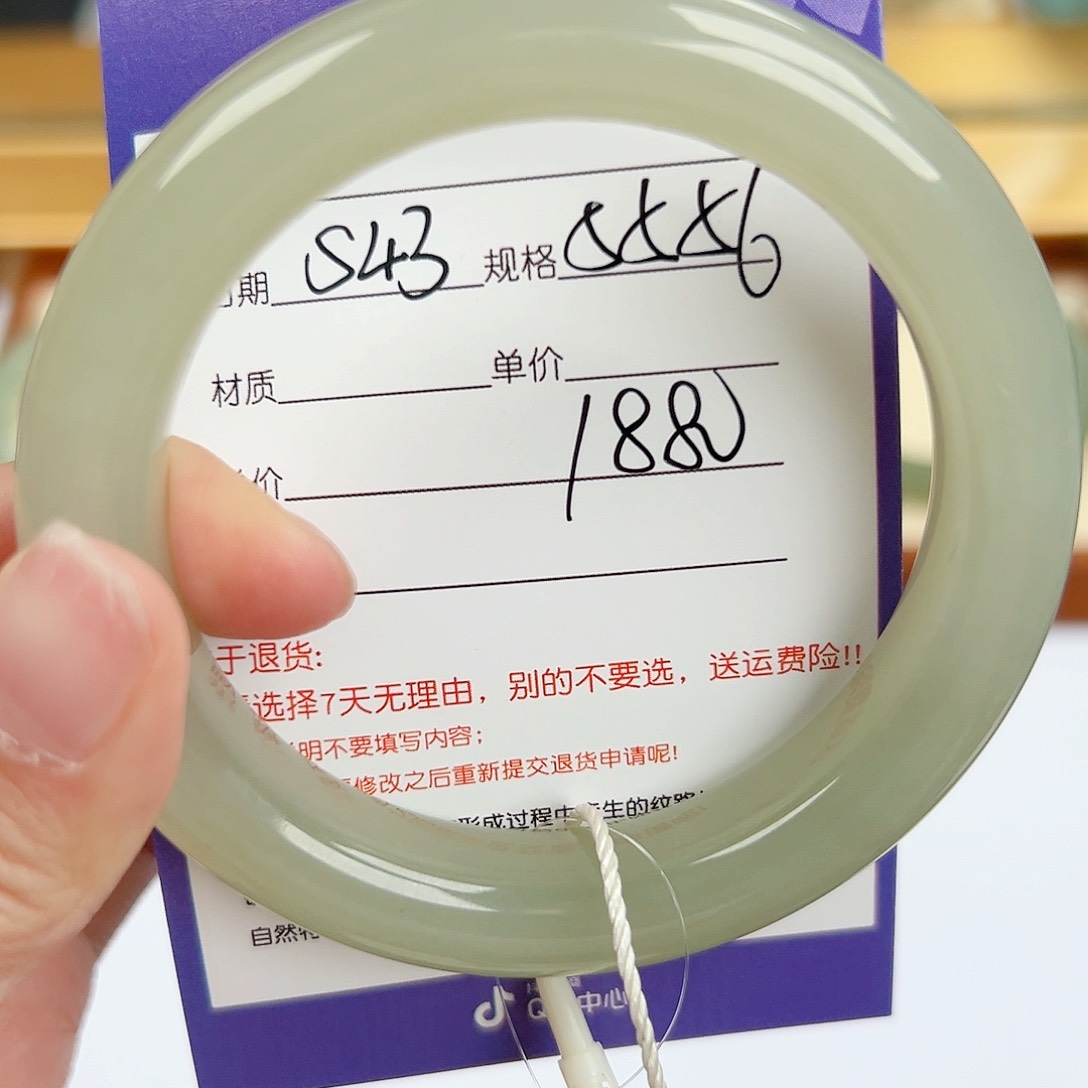 期 S43 规格
材质 单价
价 1880
于退货:
选择7天无理由，别的不要选，送运费险!!
明不要填写内容；
修改之后重新提交退货申请呢!
形成过程中产生的纹路
自然特
中心